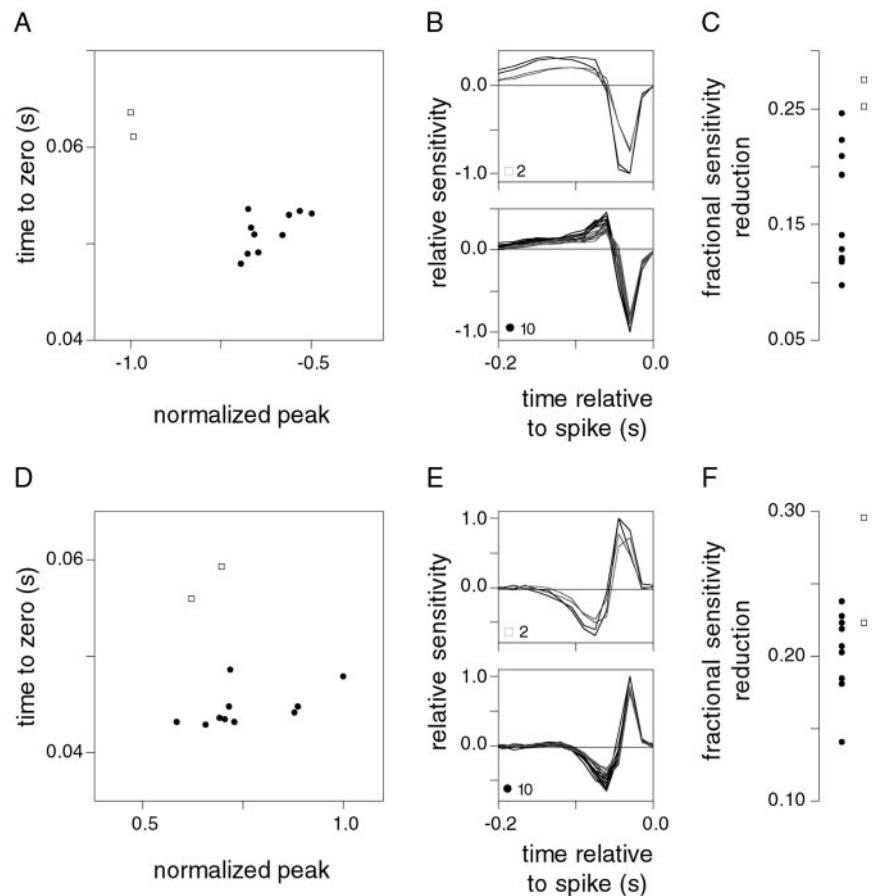 A
time to zero (s)
0.06
0.04
-1.0
-0.5
normalized peak
B
relative sensitivity
0.0
-1.0
2
0.0
-1.0
10
-0.2
0.0
time relative
to spike (s)
C
fractional sensitivity
reduction
0.25
0.15
0.05
D
time to zero (s)
0.06
0.04
0.5
1.0
normalized peak
E
relative sensitivity
1.0
0.0
2
1.0
0.0
10
-0.2
0.0
time relative
to spike (s)
F
fractional sensitivity
reduction
0.30
0.20
0.10